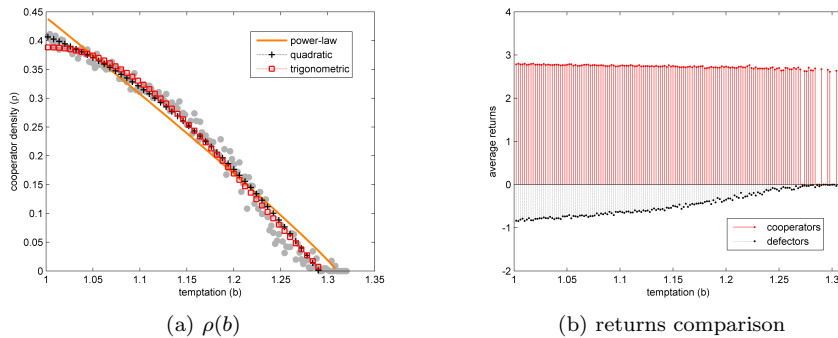 0.45
0.4
0.35
0.3
0.25
0.2
0.15
0.1
0.05
0
cooperator density (ρ)
1
1.05
1.10
1.15
1.2
1.25
1.3
1.35
temptation (b)
power-law
quadratic
trigonometric
(a) ρ(b)
4
3
2
1
0
-1
-2
average returns
1
1.05
1.1
1.15
1.2
1.25
1.3
temptation (b)
cooperators
defectors
(b) returns comparison